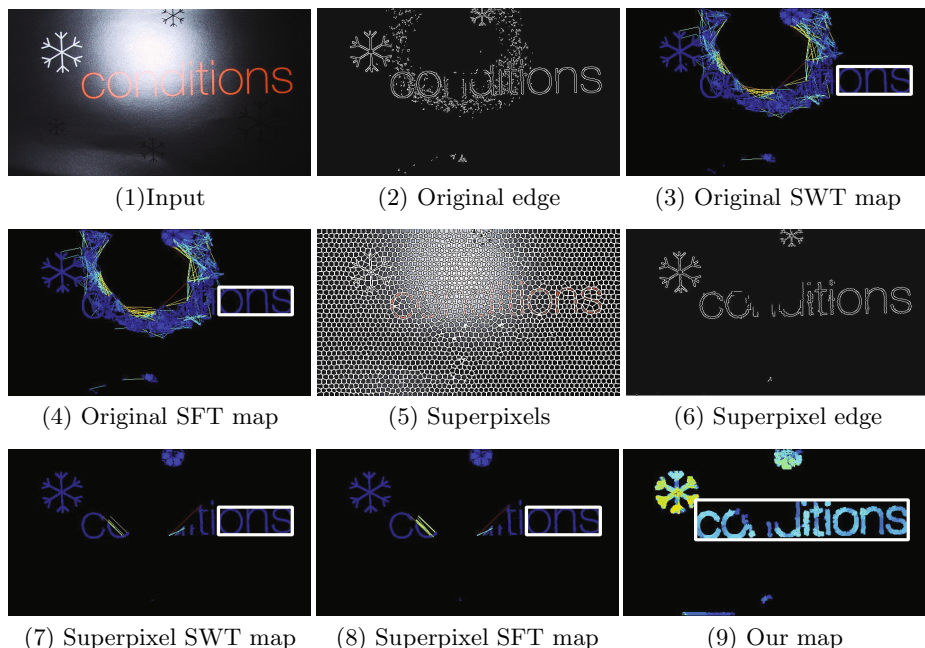 conditions
(1)Input
(2) Original edge
(3) Original SWT map
(4) Original SFT map
(5) Superpixels
(6) Superpixel edge
(7) Superpixel SWT map
(8) Superpixel SFT map
(9) Our map